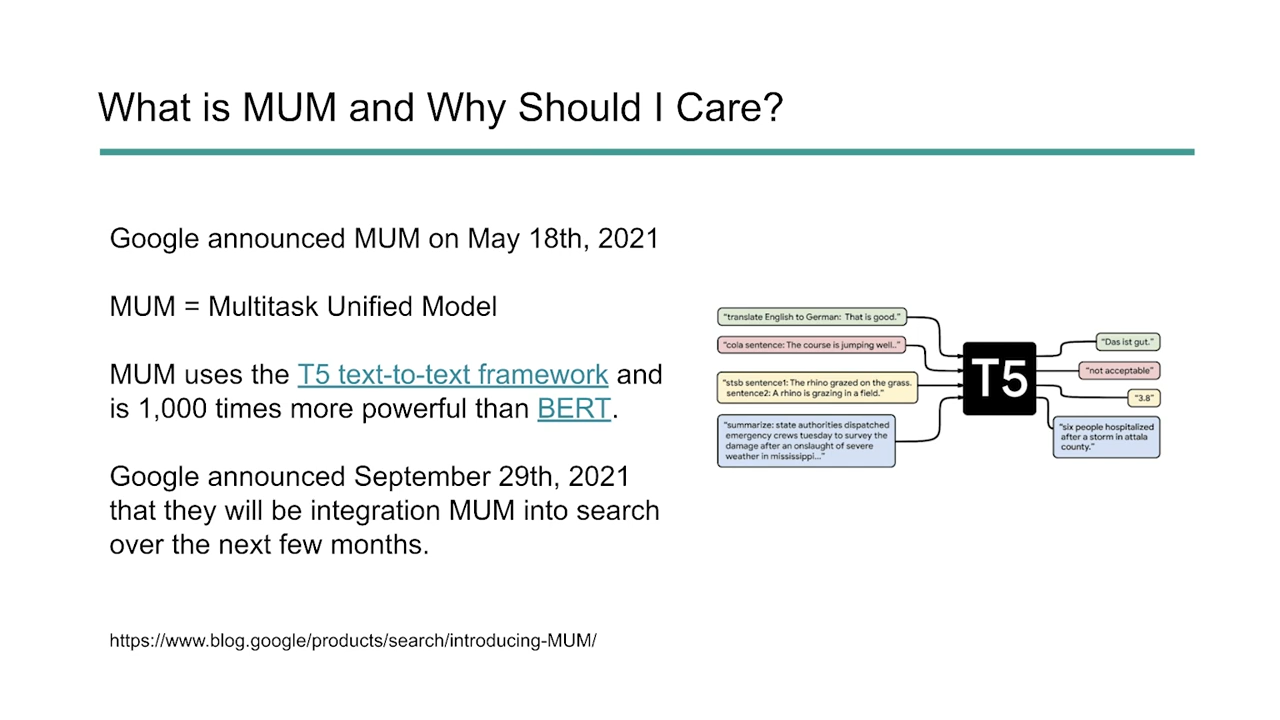 What is MUM and Why Should I Care?
Google announced MUM on May 18th, 2021
MUM = Multitask Unified Model
MUM uses the T5 text-to-text framework and
is 1,000 times more powerful than BERT.
Google announced September 29th, 2021
that they will be integration MUM into search
over the next few months.
https://www.blog.google/products/search/introducing-MUM/
"translate English to German: That is good."
"cola sentence: The course is jumping well.."
"stsb sentence1: The rhino grazed on the grass.
sentence2: A rhino is grazing in a field."
"summarize: state authorities dispatched
emergency crews tuesday to survey the
damage after an onslaught of severe
weather in mississippi..."
T5
"Das ist gut."
"not acceptable"
"3.8"
"six people hospitalized
after a storm in attala
county."